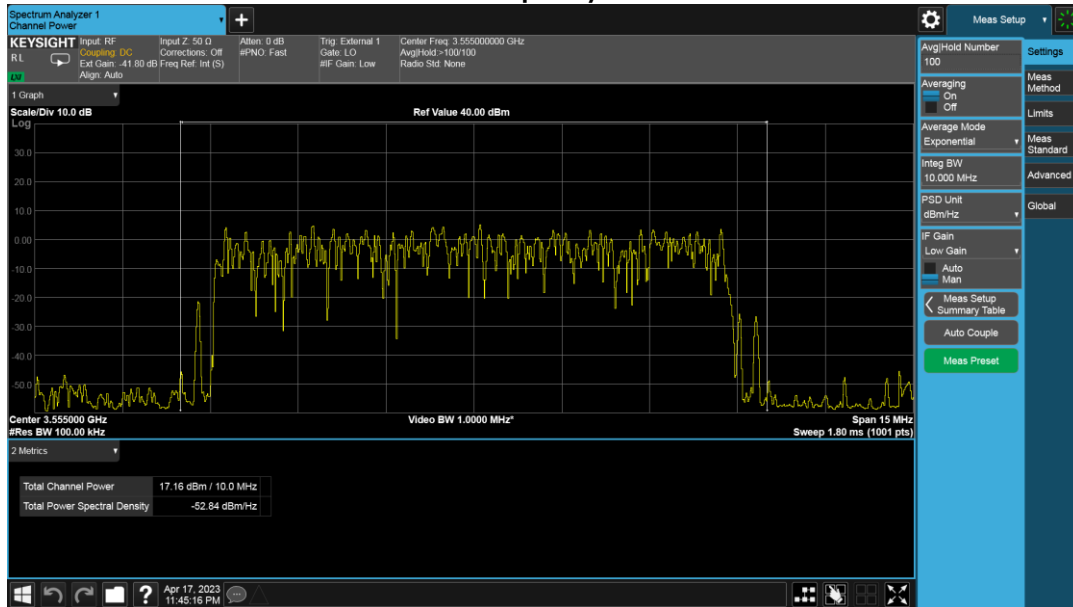 Spectrum Analyzer 1
Channel Power
+
Meas Setup
KEYSIGHT
RL
LXI
Input: RF
Coupling: DC
Ext Gain: -41.80 dB
Align: Auto
Input Z: 50 Ω
Corrections: Off
Freq Ref: Int (S)
Atten: 0 dB
#PNO: Fast
Trig: External 1
Gate: LO
#IF Gain: Low
Center Freq: 3.555000000 GHz
Avg|Hold:>100/100
Radio Std: None
1 Graph
Scale/Div 10.0 dB
Ref Value 40.00 dBm
Log
30.0
20.0
10.0
0.00
-10.0
-20.0
-30.0
-40.0
-50.0
Center 3.555000 GHz
Video BW 1.0000 MHz*
Span 15 MHz
#Res BW 100.00 kHz
Sweep 1.80 ms (1001 pts)
2 Metrics
Total Channel Power 17.16 dBm / 10.0 MHz
Total Power Spectral Density -52.84 dBm/Hz
Avg|Hold Number
100
Averaging
On
Off
Average Mode
Exponential
Integ BW
10.000 MHz
PSD Unit
dBm/Hz
IF Gain
Low Gain
Auto
Man
Meas Setup
Summary Table
Auto Couple
Meas Preset
Settings
Meas
Method
Limits
Meas
Standard
Advanced
Global
?
Apr 17, 2023
11:45:16 PM